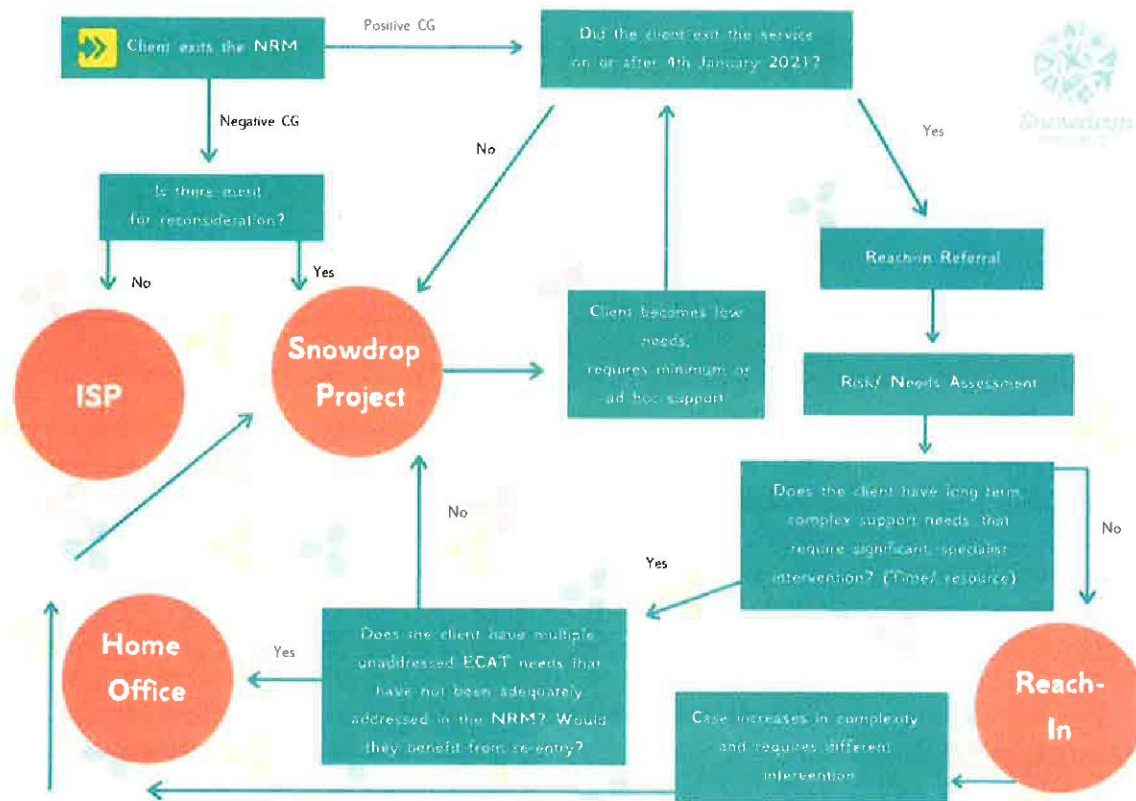 Client exits the NRM
Positive CG
Did the client exit the service
on or after 4th January 2021?
Negative CG
No
Yes
Snowdrop
Is there merit
for reconsideration?
No
Yes
Reach-in Referral
ISP
Snowdrop
Project
Client becomes low
needs,
requires minimum or
ad hoc support
Risk/ Needs Assessment
No
Does the client have long term,
complex support needs that
require significant, specialist
intervention? (Time/ resource)
No
Yes
Home
Office
Yes
Does the client have multiple
unaddressed ECAT needs that
have not been adequately
addressed in the NRM? Would
they benefit from re-entry?
Case increases in complexity
and requires different
intervention
Reach-
In